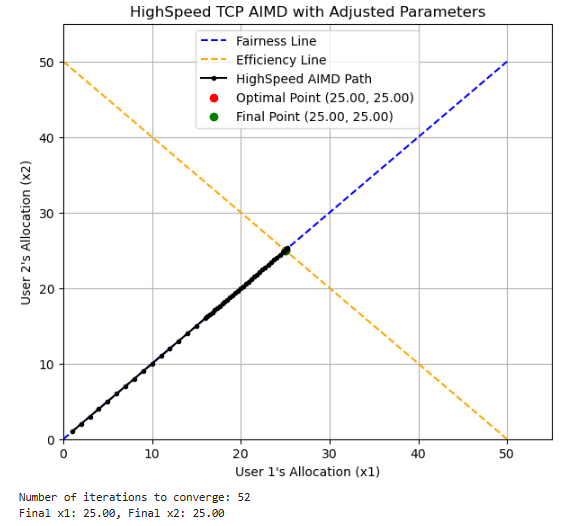 HighSpeed TCP AIMD with Adjusted Parameters
Fairness Line
Efficiency Line
HighSpeed AIMD Path
Optimal Point (25.00, 25.00)
Final Point (25.00, 25.00)
User 2's Allocation (x2)
50
40
30
20
10
0
0 10 20 30 40 50
User 1's Allocation (x1)
Number of iterations to converge: 52
Final x1: 25.00, Final x2: 25.00